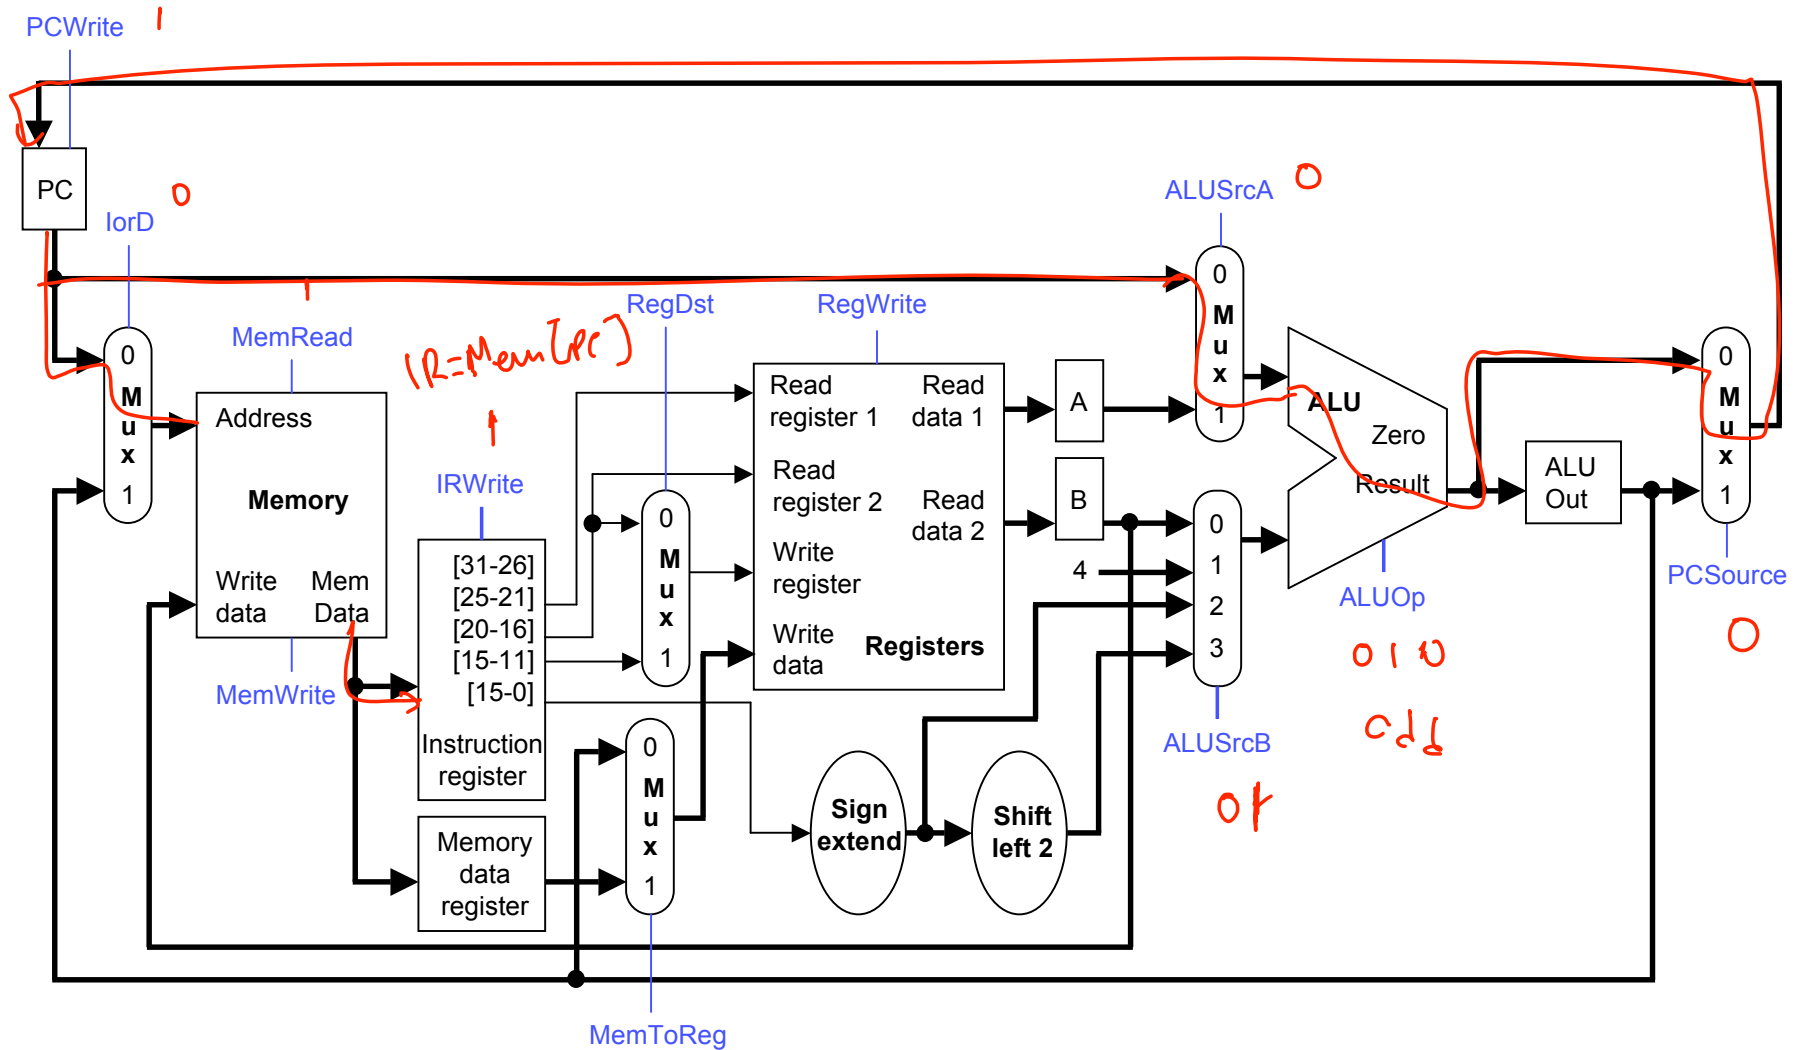 PCWrite
1
PC
IorD
0
0
M
u
x
1
MemRead
1
Address
Memory
Write
data
Mem
Data
MemWrite
IR=Mem[PC]
1
IRWrite
[31-26]
[25-21]
[20-16]
[15-11]
[15-0]
Instruction
register
Memory
data
register
RegDst
0
M
u
x
1
0
M
u
x
1
MemToReg
RegWrite
Read
register 1
Read
data 1
Read
register 2
Read
data 2
Write
register
Write
data
Registers
Sign
extend
Shift
left 2
A
B
4
ALUSrcA
0
0
M
u
x
1
0
1
2
3
ALUSrcB
01
ALU
Zero
Result
ALUOp
010
add
ALU
Out
0
M
u
x
1
PCSource
0